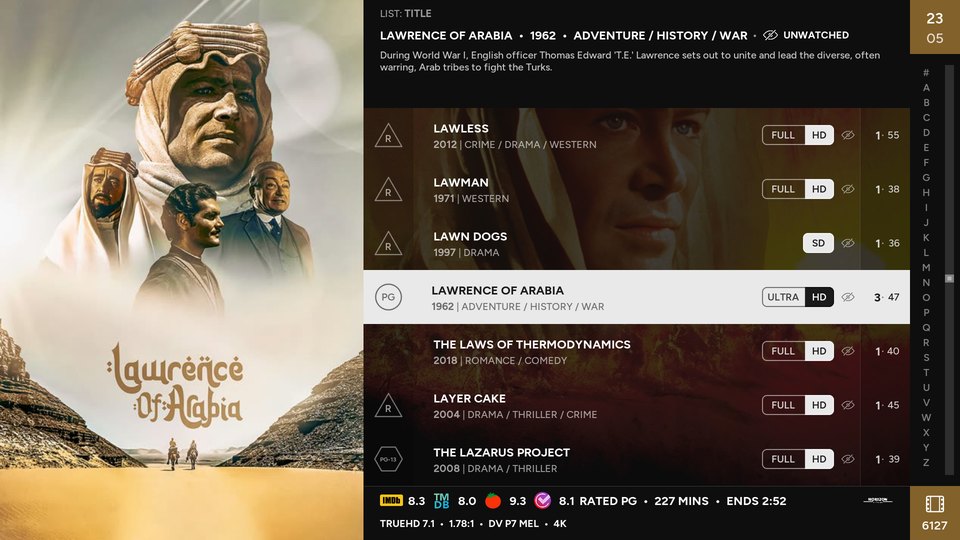 LIST: TITLE
LAWRENCE OF ARABIA • 1962 • ADVENTURE / HISTORY / WAR · UNWATCHED
During World War I, English officer Thomas Edward 'T.E.' Lawrence sets out to unite and lead the diverse, often
warring, Arab tribes to fight the Turks.
23
05
R
LAWLESS
2012 | CRIME / DRAMA / WESTERN
FULL HD
1· 55
R
LAWMAN
1971 | WESTERN
FULL HD
1· 38
R
LAWN DOGS
1997 | DRAMA
SD
1· 36
PG
LAWRENCE OF ARABIA
1962 | ADVENTURE / HISTORY / WAR
ULTRA HD
3· 47
THE LAWS OF THERMODYNAMICS
2018 | ROMANCE / COMEDY
FULL HD
1· 40
R
LAYER CAKE
2004 | DRAMA / THRILLER / CRIME
FULL HD
1· 45
PG-13
THE LAZARUS PROJECT
2008 | DRAMA / THRILLER
FULL HD
1· 39
#
A
B
C
D
E
F
G
H
I
J
K
L
M
N
O
P
Q
R
S
T
U
V
W
X
Y
Z
Lawrence
Of Arabia
IMDb 8.3 TMDB 8.0 9.3 8.1 RATED PG • 227 MINS • ENDS 2:52
HORIZON
TRUEHD 7.1 • 1.78:1 • DV P7 MEL • 4K
6127